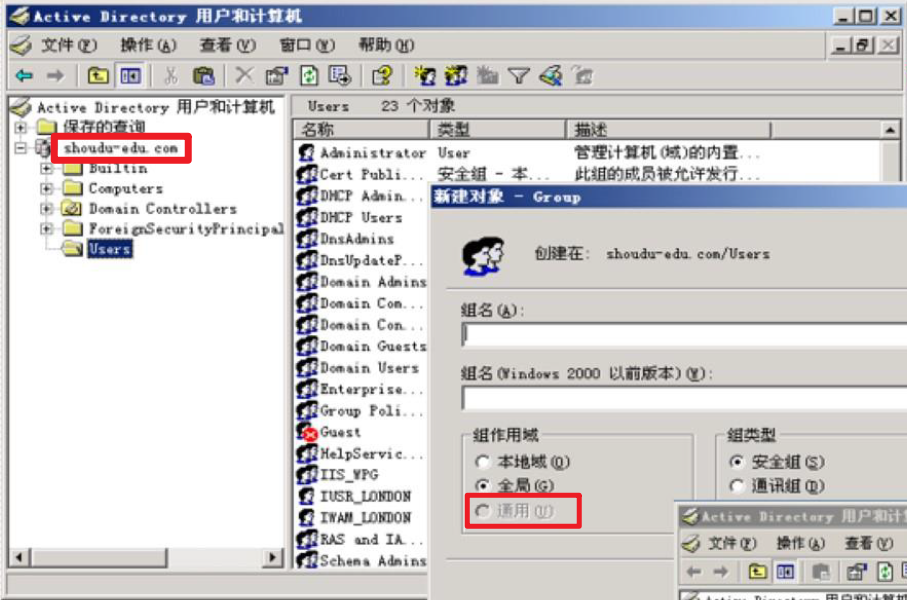 Active Directory 用户和计算机
文件(F) 操作(A) 查看(V) 窗口(W) 帮助(H)
Active Directory 用户和计算机
保存的查询
shoudu-edu.com
Builtin
Computers
Domain Controllers
ForeignSecurityPrincipal
Users
Users 23 个对象
名称 类型 描述
Administrator User 管理计算机(域)的内置...
Cert Publi... 安全组 - 本... 此组的成员被允许发行...
DHCP Admin...
DHCP Users
DnsAdmins
DnsUpdateP...
Domain Admins
Domain Com...
Domain Con...
Domain Guests
Domain Users
Enterprise...
Group Poli...
Guest
HelpServic...
IIS_WPG
IUSR_LONDON
IWAM_LONDON
RAS and IA...
Schema Admins
新建对象 - Group
创建在: shoudu-edu.com/Users
组名(A):
组名(Windows 2000 以前版本)(W):
组作用域
本地域(O)
全局(G)
通用(U)
组类型
安全组(S)
通讯组(D)
Active Directory 用户和计
文件(F) 操作(A) 查看(V)
Active Directory 用户和计算机